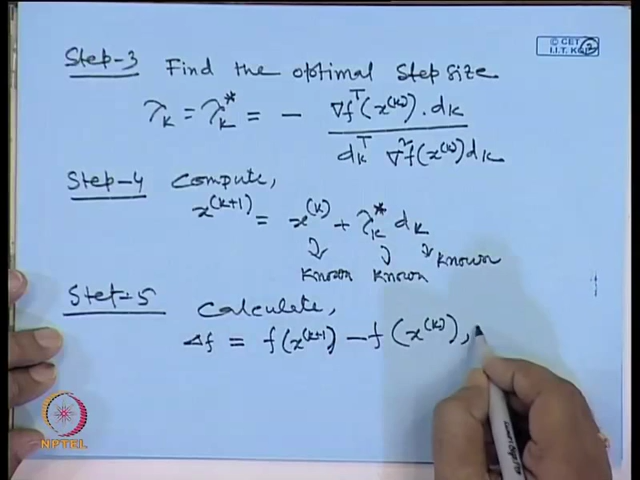 © CET
I.I.T. KGP
Step-3 Find the optimal step size
λₖ = λₖ* = - ∇fᵀ(x⁽ᵏ⁾) . dₖ / dₖᵀ ∇²f(x⁽ᵏ⁾) dₖ
Step-4 Compute,
x⁽ᵏ⁺¹⁾ = x⁽ᵏ⁾ + λₖ* dₖ
Known Known Known
Step-5 Calculate,
Δf = f(x⁽ᵏ⁺¹⁾) - f(x⁽ᵏ⁾),
NPTEL